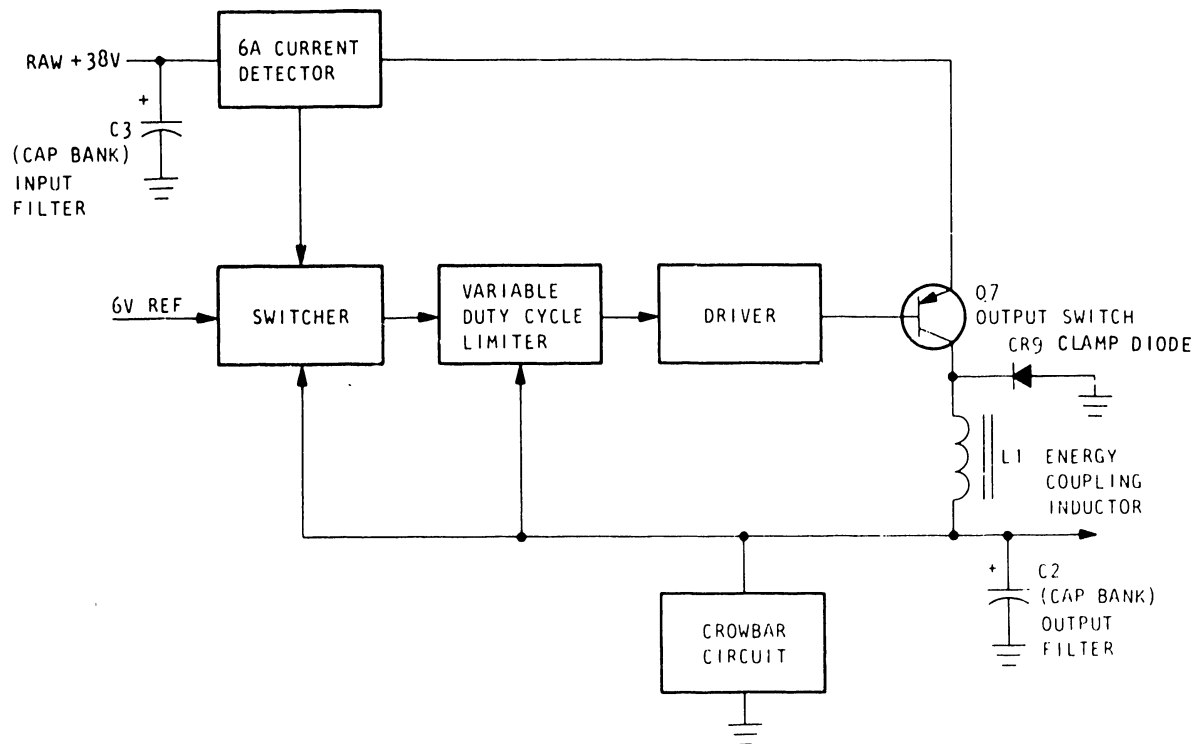 RAW +38V
6A CURRENT
DETECTOR
+
C3
(CAP BANK)
INPUT
FILTER
6V REF
SWITCHER
VARIABLE
DUTY CYCLE
LIMITER
DRIVER
Q7
OUTPUT SWITCH
CR9 CLAMP DIODE
L1 ENERGY
COUPLING
INDUCTOR
+
C2
(CAP BANK)
OUTPUT
FILTER
CROWBAR
CIRCUIT